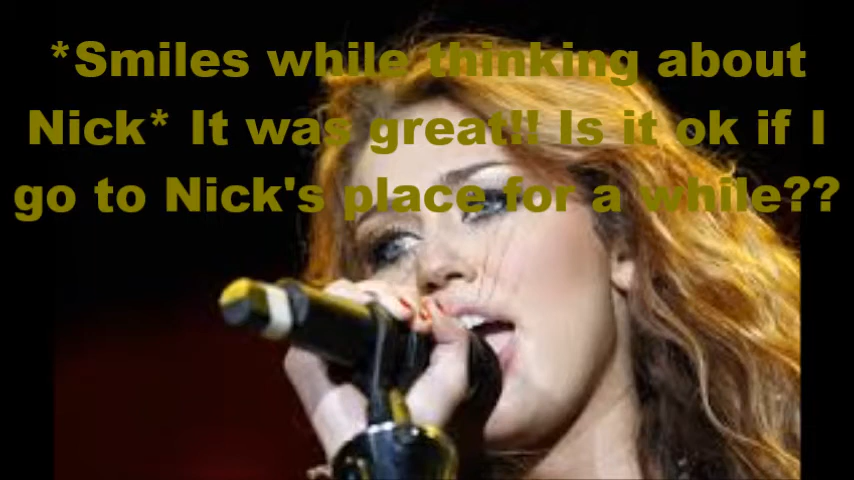 *Smiles while thinking about
Nick* It was great!! Is it ok if I
go to Nick's place for a while??